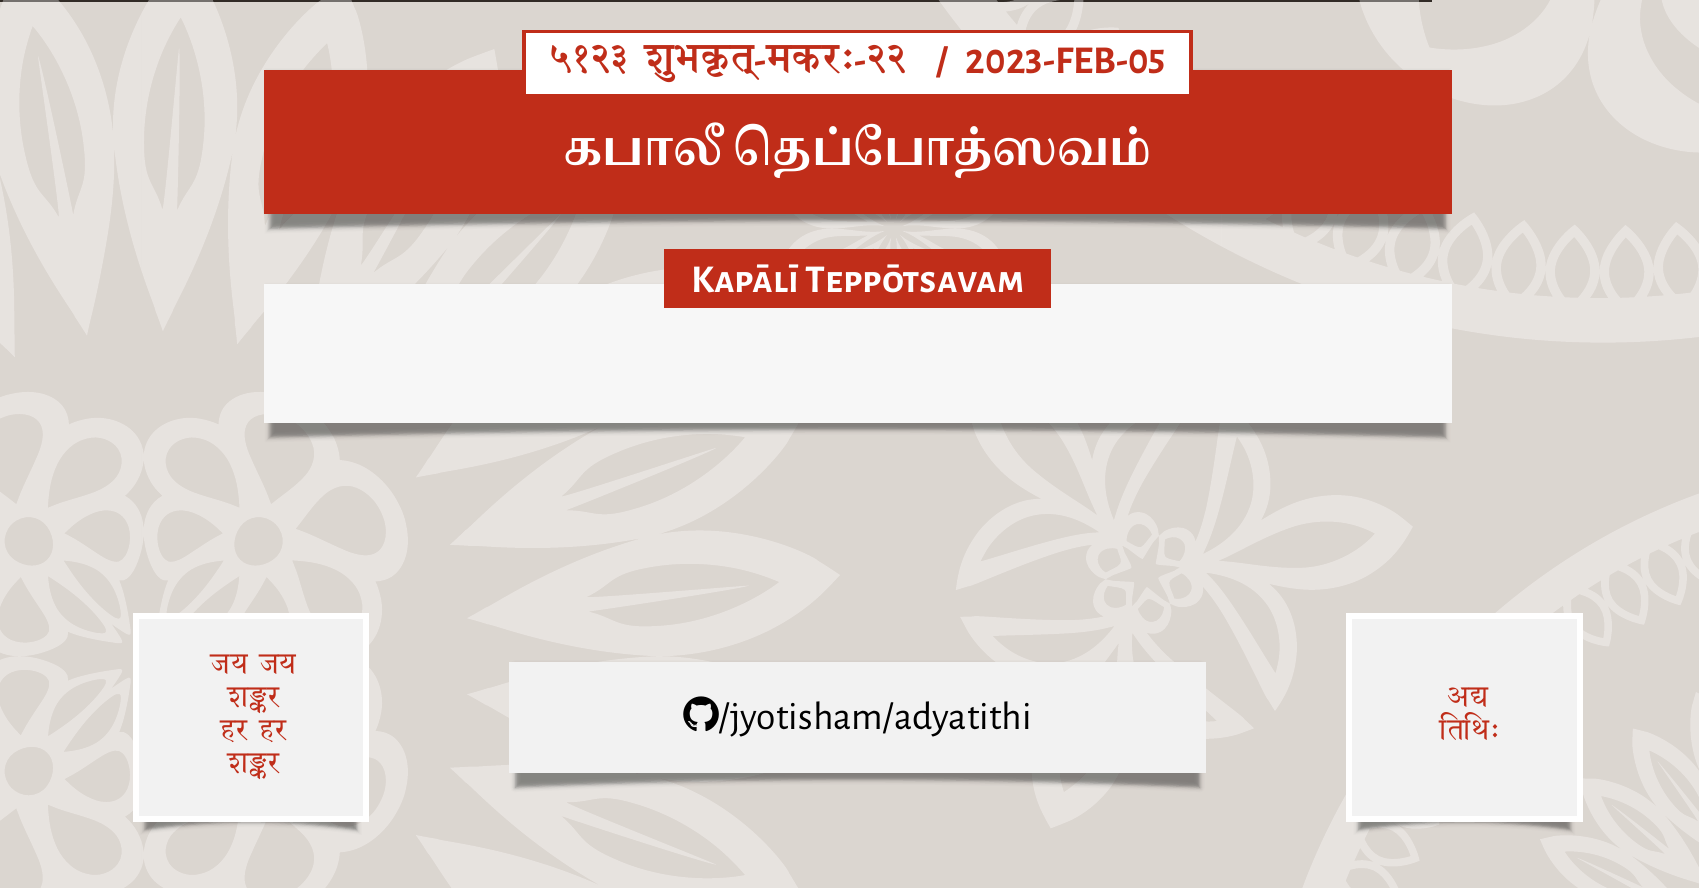 ५१२३ शुभकृत्-मकरः-२२ / 2023-FEB-05
கபாலீ தெப்போத்ஸவம்
Kapālī Teppōtsavam
जय जय
शङ्कर
हर हर
शङ्कर
/jyotisham/adyatithi
अद्य
तिथिः